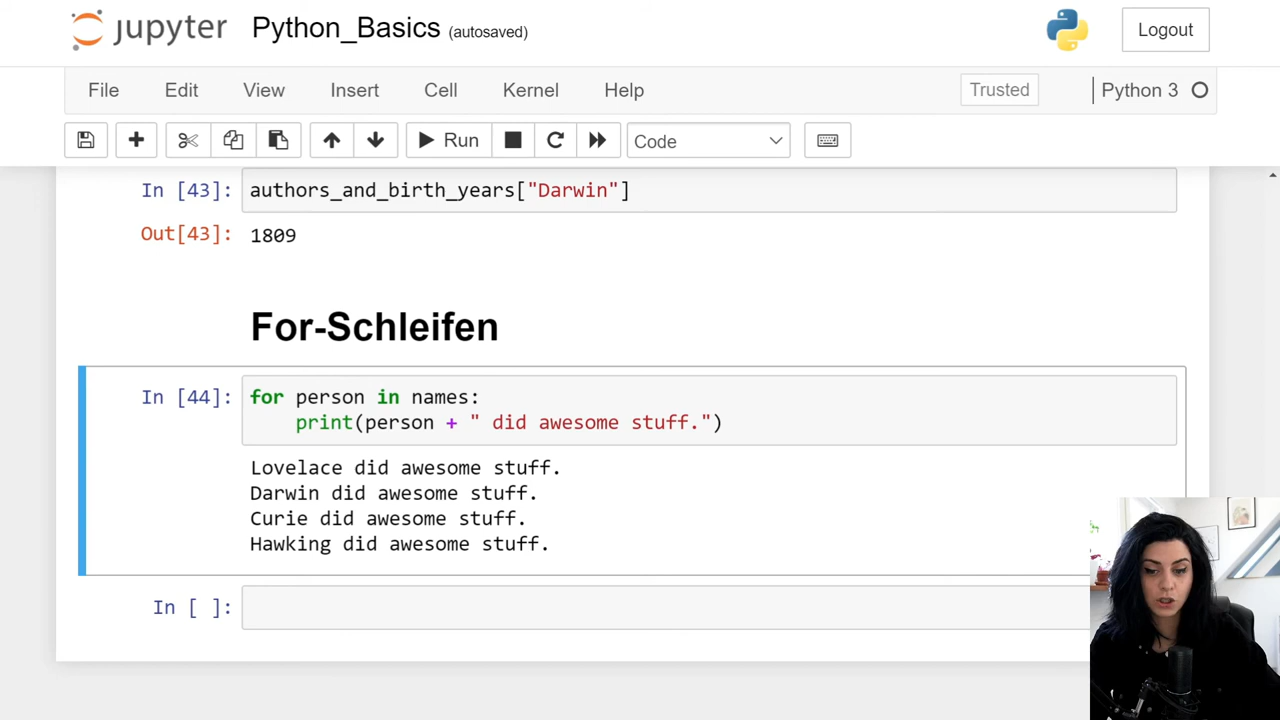 jupyter Python_Basics (autosaved) Logout
File Edit View Insert Cell Kernel Help Trusted Python 3
Run Code
In [43]: authors_and_birth_years["Darwin"]
Out[43]: 1809
For-Schleifen
In [44]: for person in names:
print(person + " did awesome stuff.")
Lovelace did awesome stuff.
Darwin did awesome stuff.
Curie did awesome stuff.
Hawking did awesome stuff.
In [ ]: